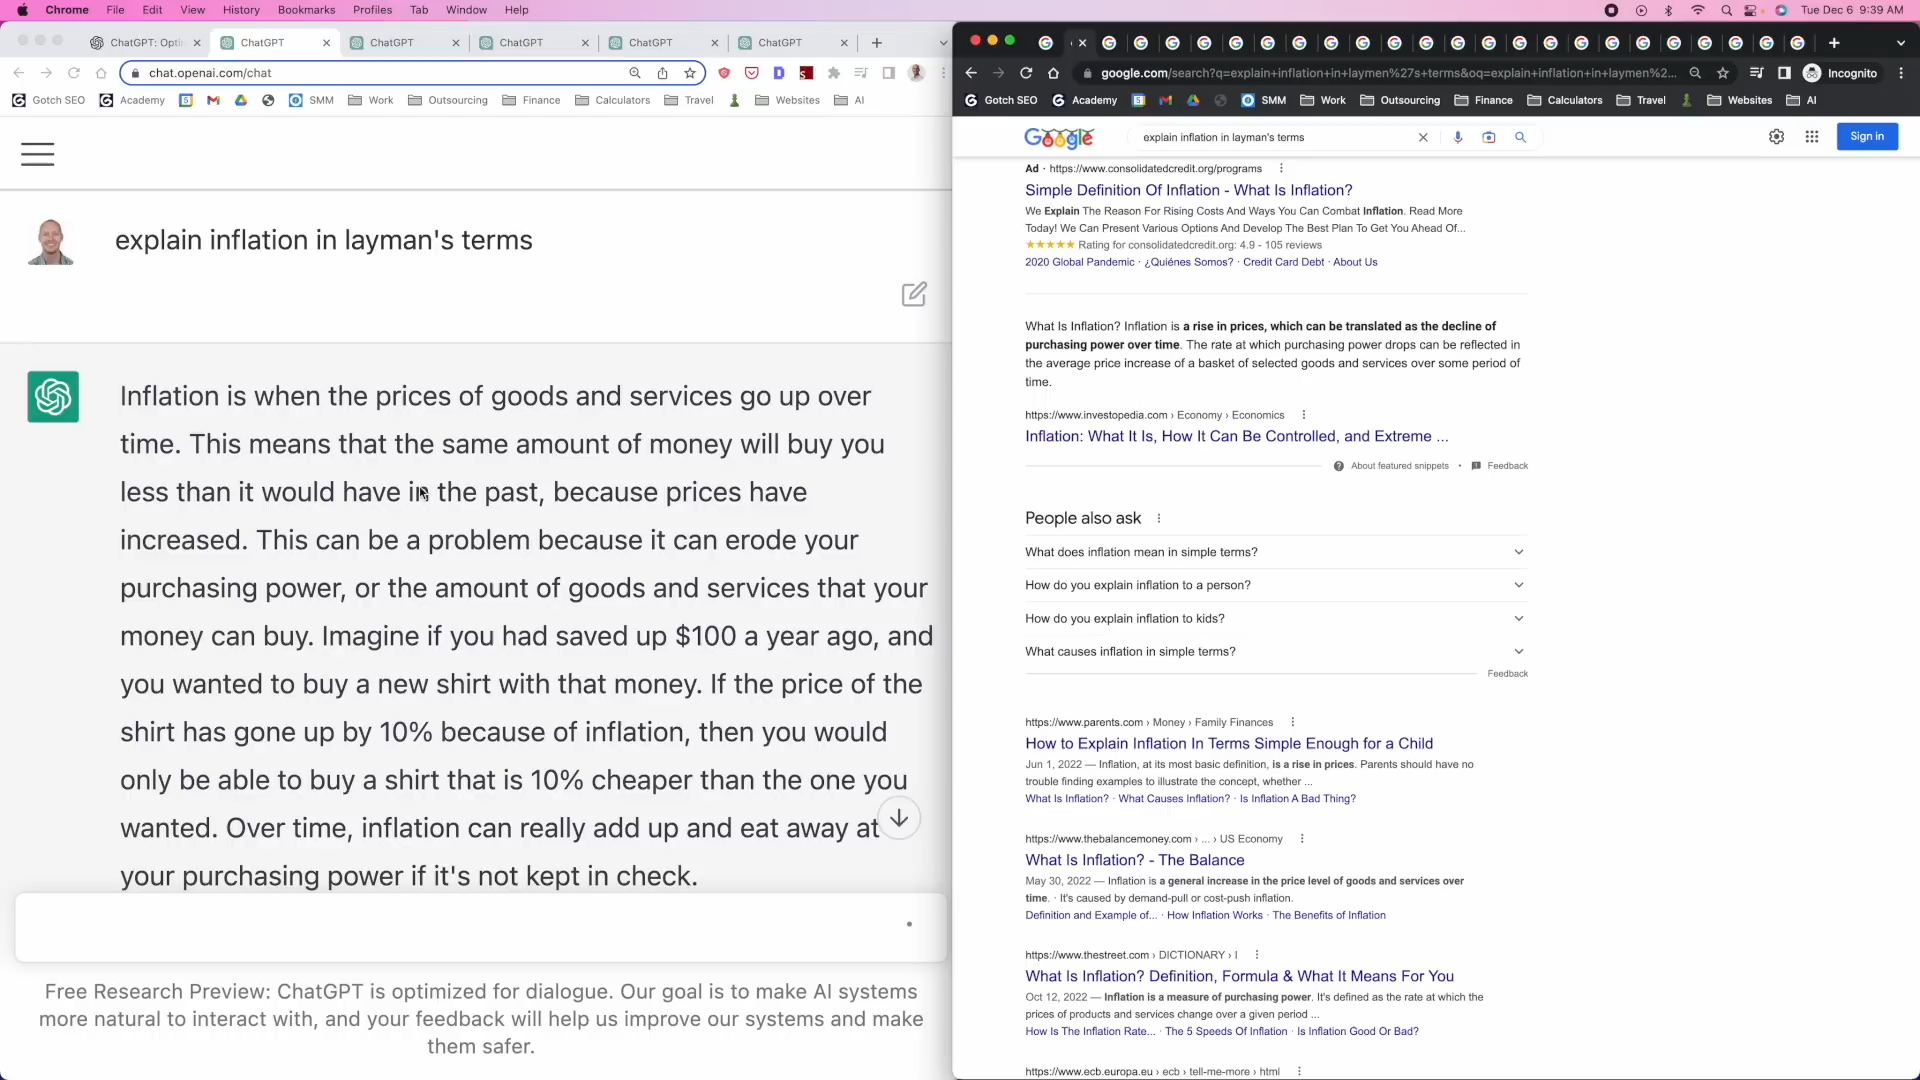 Chrome File Edit View History Bookmarks Profiles Tab Window Help
Tue Dec 6 9:39 AM
ChatGPT: Opti
ChatGPT
ChatGPT
ChatGPT
ChatGPT
ChatGPT
chat.openai.com/chat
Gotch SEO Academy SMM Work Outsourcing Finance Calculators Travel Websites AI
explain inflation in layman's terms
Inflation is when the prices of goods and services go up over
time. This means that the same amount of money will buy you
less than it would have in the past, because prices have
increased. This can be a problem because it can erode your
purchasing power, or the amount of goods and services that your
money can buy. Imagine if you had saved up $100 a year ago, and
you wanted to buy a new shirt with that money. If the price of the
shirt has gone up by 10% because of inflation, then you would
only be able to buy a shirt that is 10% cheaper than the one you
wanted. Over time, inflation can really add up and eat away at
your purchasing power if it's not kept in check.
Free Research Preview: ChatGPT is optimized for dialogue. Our goal is to make AI systems
more natural to interact with, and your feedback will help us improve our systems and make
them safer.
google.com/search?q=explain+inflation+in+laymen%27s+terms&oq=explain+inflation+in+laymen%2...
Incognito
Gotch SEO Academy SMM Work Outsourcing Finance Calculators Travel Websites AI
Google
explain inflation in layman's terms
Sign in
Ad · https://www.consolidatedcredit.org/programs
Simple Definition Of Inflation - What Is Inflation?
We Explain The Reason For Rising Costs And Ways You Can Combat Inflation. Read More
Today! We Can Present Various Options And Develop The Best Plan To Get You Ahead Of...
★★★★★ Rating for consolidatedcredit.org: 4.9 - 105 reviews
2020 Global Pandemic · ¿Quiénes Somos? · Credit Card Debt · About Us
What Is Inflation? Inflation is a rise in prices, which can be translated as the decline of
purchasing power over time. The rate at which purchasing power drops can be reflected in
the average price increase of a basket of selected goods and services over some period of
time.
https://www.investopedia.com › Economy › Economics
Inflation: What It Is, How It Can Be Controlled, and Extreme ...
About featured snippets · Feedback
People also ask
What does inflation mean in simple terms?
How do you explain inflation to a person?
How do you explain inflation to kids?
What causes inflation in simple terms?
Feedback
https://www.parents.com › Money › Family Finances
How to Explain Inflation In Terms Simple Enough for a Child
Jun 1, 2022 — Inflation, at its most basic definition, is a rise in prices. Parents should have no
trouble finding examples to illustrate the concept, whether ...
What Is Inflation? · What Causes Inflation? · Is Inflation A Bad Thing?
https://www.thebalancemoney.com › ... › US Economy
What Is Inflation? - The Balance
May 30, 2022 — Inflation is a general increase in the price level of goods and services over
time. · It's caused by demand-pull or cost-push inflation.
Definition and Example of... · How Inflation Works · The Benefits of Inflation
https://www.thestreet.com › DICTIONARY › I
What Is Inflation? Definition, Formula & What It Means For You
Oct 12, 2022 — Inflation is a measure of purchasing power. It's defined as the rate at which the
prices of products and services change over a given period ...
How Is The Inflation Rate... · The 5 Speeds Of Inflation · Is Inflation Good Or Bad?
https://www.ecb.europa.eu › ecb › tell-me-more › html